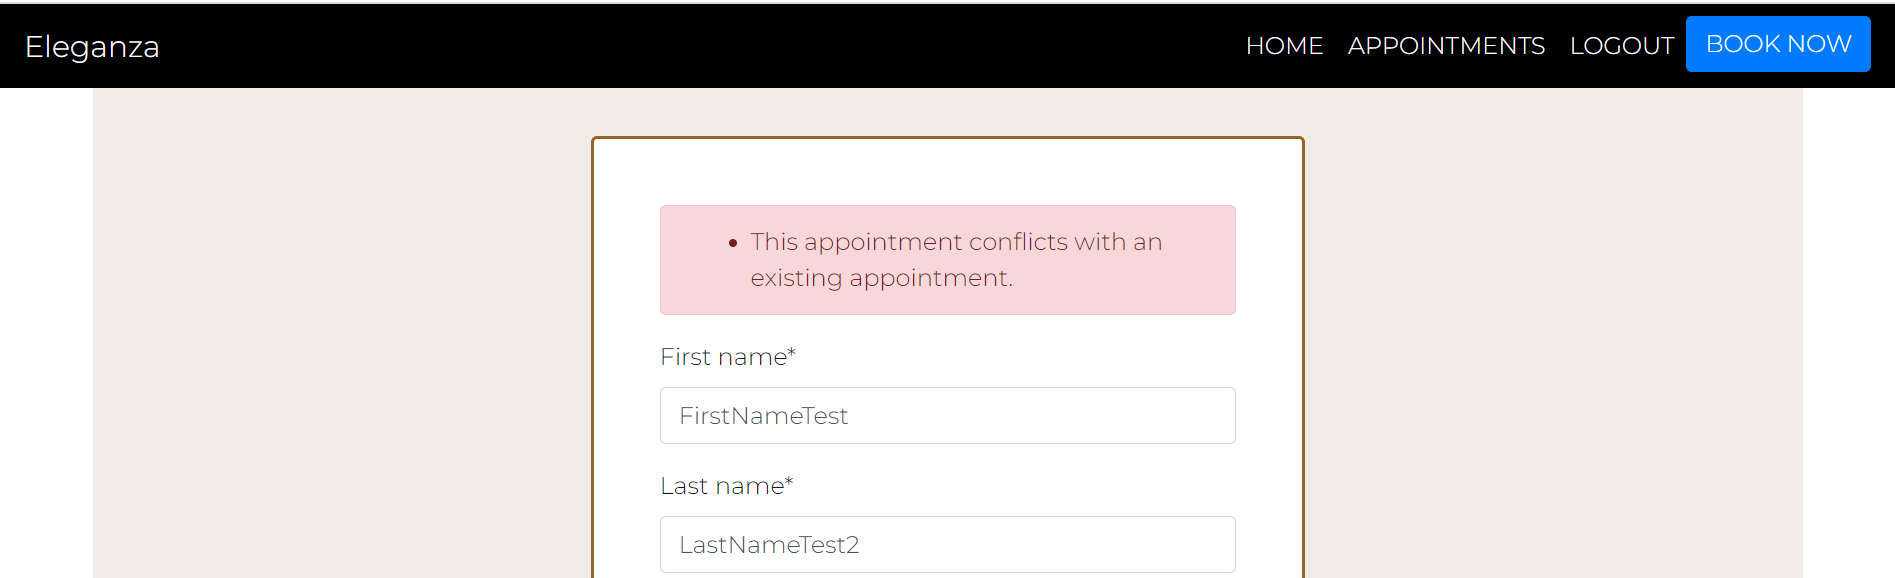 Eleganza
HOME APPOINTMENTS LOGOUT BOOK NOW
• This appointment conflicts with an
existing appointment.
First name*
FirstNameTest
Last name*
LastNameTest2